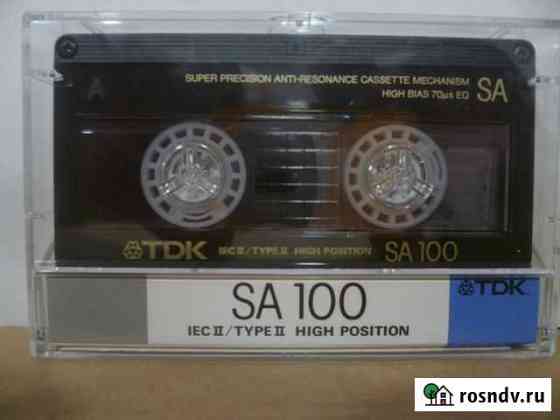 A
SUPER PRECISION ANTI-RESONANCE CASSETTE MECHANISM
HIGH BIAS 70µs EQ SA
TDK IEC II/TYPE II HIGH POSITION SA 100
SA 100
IEC II/TYPE II HIGH POSITION
TDK
rosndv.ru